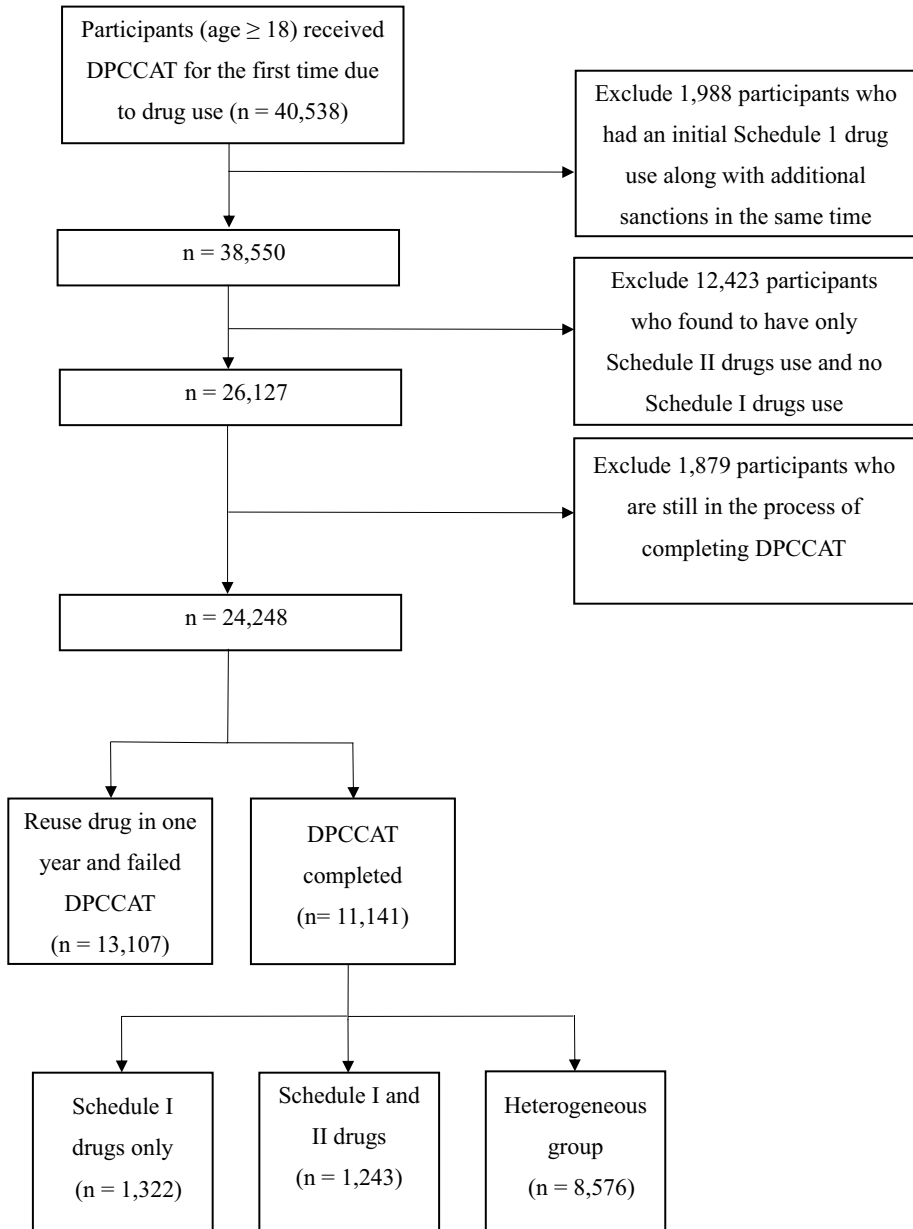 Participants (age ≥ 18) received
DPCCAT for the first time due
to drug use (n = 40,538)
Exclude 1,988 participants who
had an initial Schedule 1 drug
use along with additional
sanctions in the same time
n = 38,550
Exclude 12,423 participants
who found to have only
Schedule II drugs use and no
Schedule I drugs use
n = 26,127
Exclude 1,879 participants who
are still in the process of
completing DPCCAT
n = 24,248
Reuse drug in one
year and failed
DPCCAT
(n = 13,107)
DPCCAT
completed
(n= 11,141)
Schedule I
drugs only
(n = 1,322)
Schedule I and
II drugs
(n = 1,243)
Heterogeneous
group
(n = 8,576)